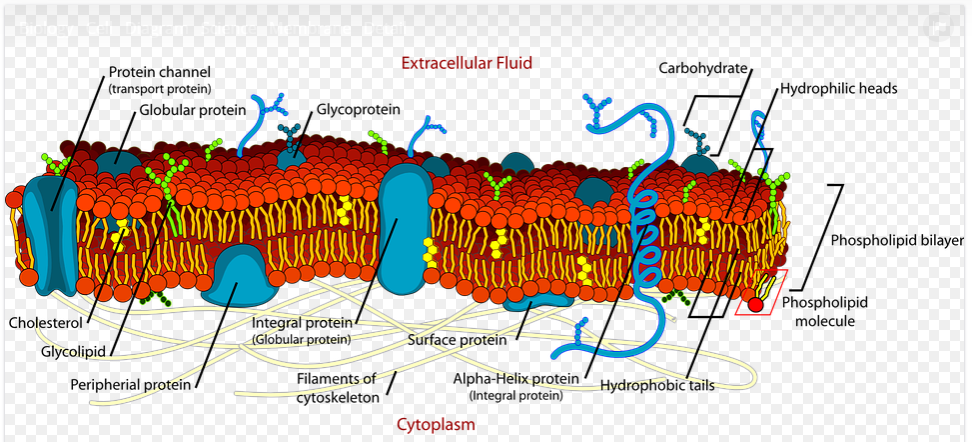 Extracellular Fluid
Carbohydrate
Hydrophilic heads
Protein channel
(transport protein)
Globular protein
Glycoprotein
Phospholipid bilayer
Phospholipid
molecule
Cholesterol
Glycolipid
Peripherial protein
Integral protein
(Globular protein)
Filaments of
cytoskeleton
Surface protein
Alpha-Helix protein
(Integral protein)
Hydrophobic tails
Cytoplasm